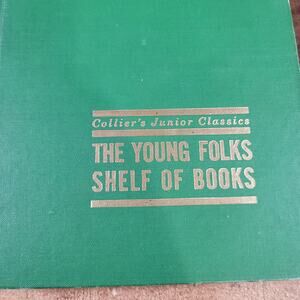 Collier's Junior Classics
THE YOUNG FOLKS
SHELF OF BOOKS